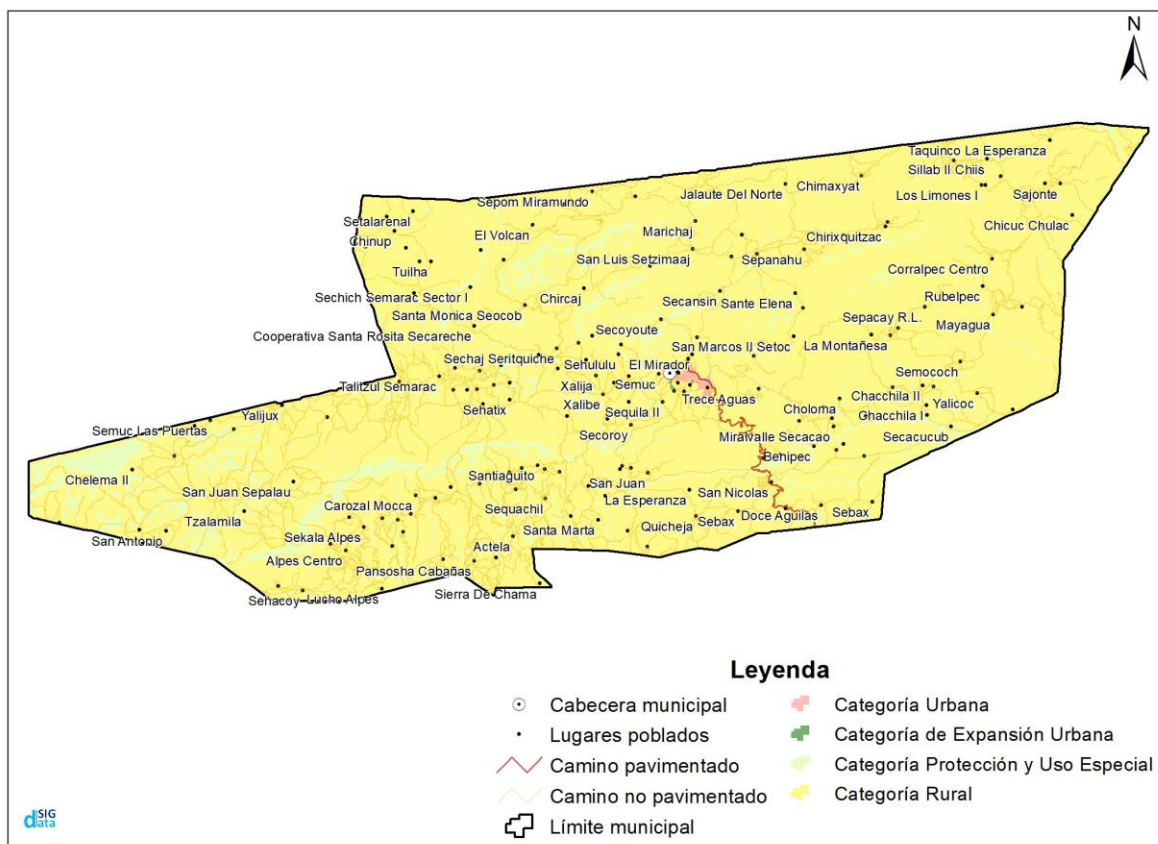 N
Taquinco La Esperanza
Sillab II Chiis
Chimaxyat
Jalaute Del Norte
Los Limones I
Sajonte
Sepom Miramundo
Setalarenal
Chicuc Chulac
El Volcan
Marichaj
Chirixquitzac
Chinup
San Luis Setzimaaj
Sepanahu
Tuilha
Corralpec Centro
Sechich Semarac Sector I
Chircaj
Secansin
Sante Elena
Rubelpec
Santa Monica Seocob
Sepacay R.L.
Mayagua
Cooperativa Santa Rosita Secareche
Secoyoute
San Marcos II Setoc
La Montañesa
Sechaj Seritquiche
Sehululu
El Mirador
Semococh
Talitzul Semarac
Xalija
Semuc
Trece Aguas
Chacchila II
Senatix
Xalibe
Sequila II
Choloma
Yalicoc
Yalijux
Chacchila I
Semuc Las Puertas
Secoroy
Miralvalle Secacao
Secacucub
Benipec
Chelema II
Santiaguito
San Juan
San Juan Sepalau
San Nicolas
Carozal Mocca
Sequachil
La Esperanza
Doce Aguilas
Sebax
Tzalamila
Santa Marta
Quicheja
Sebax
San Antonio
Sekala Alpes
Actela
Alpes Centro
Pansosha Cabañas
Sehacoy
Lucho Alpes
Sierra De Chama
Leyenda
Cabecera municipal
Lugares poblados
Camino pavimentado
Camino no pavimentado
Límite municipal
Categoría Urbana
Categoría de Expansión Urbana
Categoría Protección y Uso Especial
Categoría Rural
SIG
data